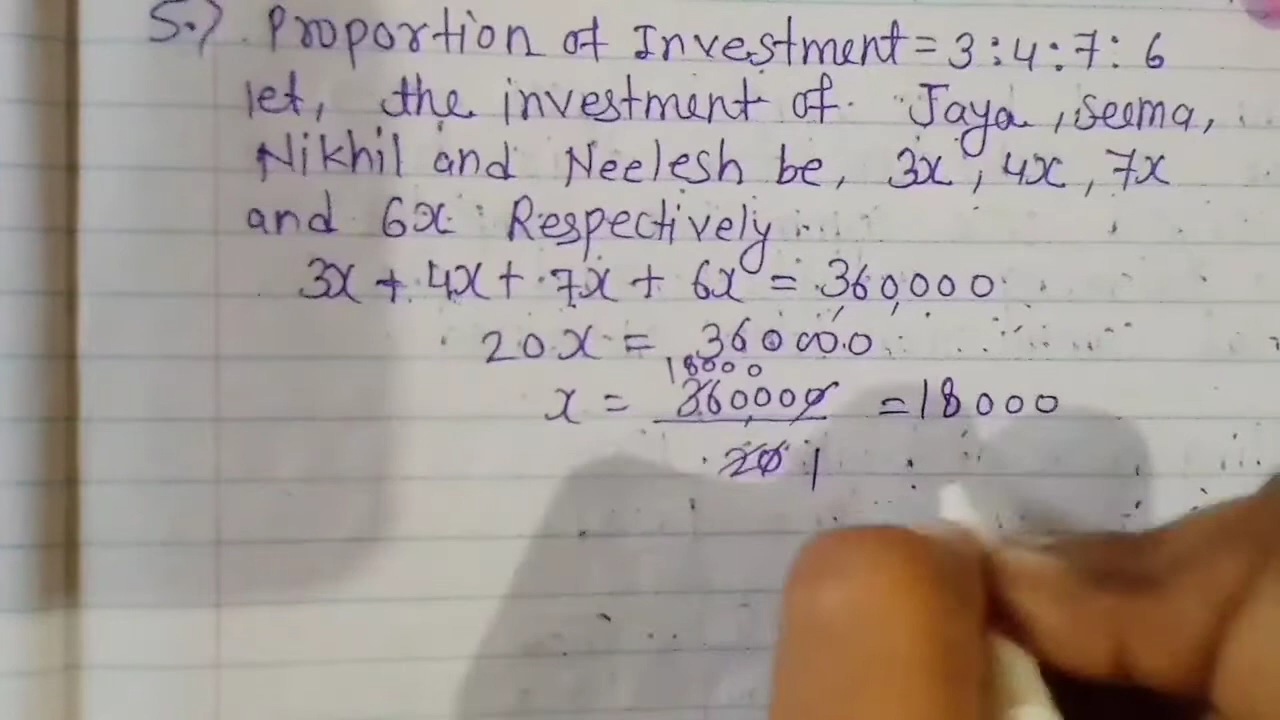 5.) Proportion of Investment = 3:4:7:6
let, the investment of Jaya, seema,
Nikhil and Neelesh be, 3x, 4x, 7x
and 6x Respectively
3x + 4x + 7x + 6x = 360,000
20x = 360000
18000
x = 360000 = 18000
20 1